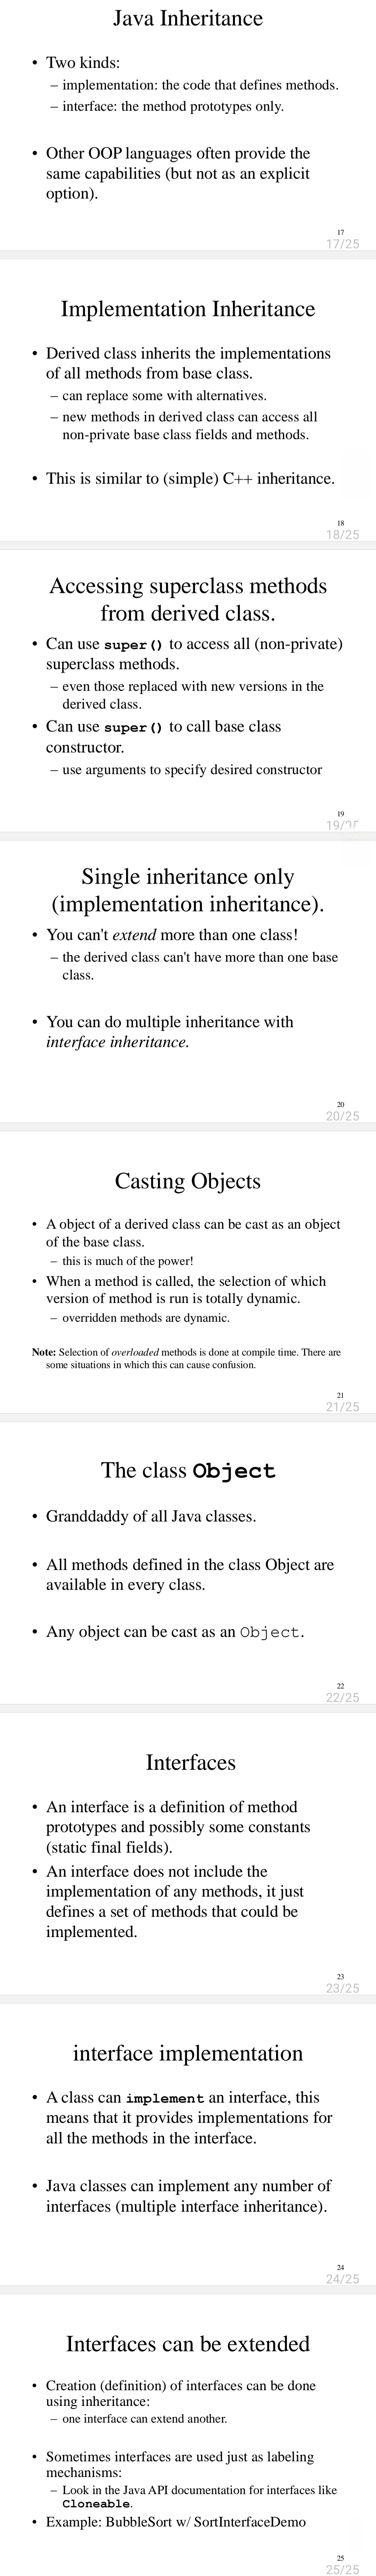 Java Inheritance
• Two kinds:
– implementation: the code that defines methods.
– interface: the method prototypes only.
• Other OOP languages often provide the
same capabilities (but not as an explicit
option).
17
17/25
Implementation Inheritance
• Derived class inherits the implementations
of all methods from base class.
– can replace some with alternatives.
– new methods in derived class can access all
non-private base class fields and methods.
• This is similar to (simple) C++ inheritance.
18
18/25
Accessing superclass methods
from derived class.
• Can use super() to access all (non-private)
superclass methods.
– even those replaced with new versions in the
derived class.
• Can use super() to call base class
constructor.
– use arguments to specify desired constructor
19
19/25
Single inheritance only
(implementation inheritance).
• You can't extend more than one class!
– the derived class can't have more than one base
class.
• You can do multiple inheritance with
interface inheritance.
20
20/25
Casting Objects
• A object of a derived class can be cast as an object
of the base class.
– this is much of the power!
• When a method is called, the selection of which
version of method is run is totally dynamic.
– overridden methods are dynamic.
Note: Selection of overloaded methods is done at compile time. There are
some situations in which this can cause confusion.
21
21/25
The class Object
• Granddaddy of all Java classes.
• All methods defined in the class Object are
available in every class.
• Any object can be cast as an Object.
22
22/25
Interfaces
• An interface is a definition of method
prototypes and possibly some constants
(static final fields).
• An interface does not include the
implementation of any methods, it just
defines a set of methods that could be
implemented.
23
23/25
interface implementation
• A class can implement an interface, this
means that it provides implementations for
all the methods in the interface.
• Java classes can implement any number of
interfaces (multiple interface inheritance).
24
24/25
Interfaces can be extended
• Creation (definition) of interfaces can be done
using inheritance:
– one interface can extend another.
• Sometimes interfaces are used just as labeling
mechanisms:
– Look in the Java API documentation for interfaces like
Cloneable.
• Example: BubbleSort w/ SortInterfaceDemo
25
25/25